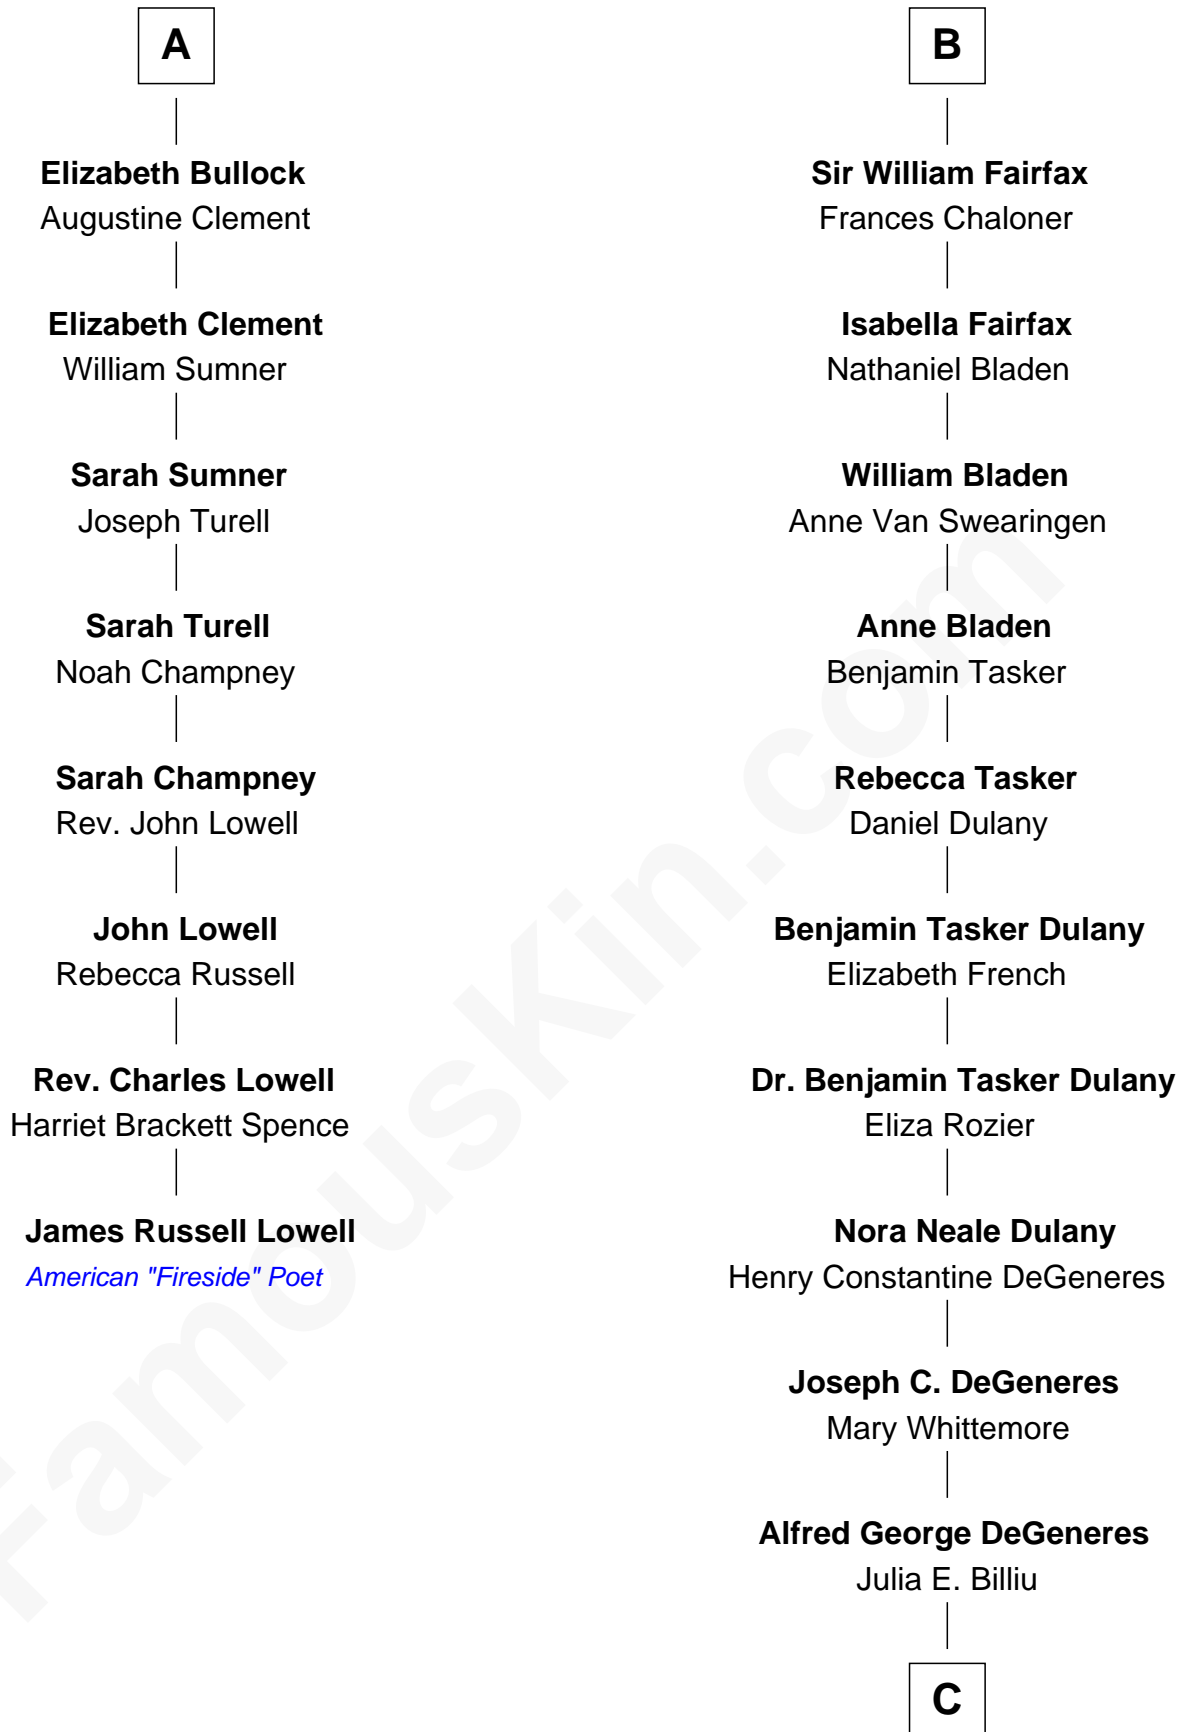 A
Elizabeth Bullock
Augustine Clement
Elizabeth Clement
William Sumner
Sarah Sumner
Joseph Turell
Sarah Turell
Noah Champney
Sarah Champney
Rev. John Lowell
John Lowell
Rebecca Russell
Rev. Charles Lowell
Harriet Brackett Spence
James Russell Lowell
American "Fireside" Poet
B
Sir William Fairfax
Frances Chaloner
Isabella Fairfax
Nathaniel Bladen
William Bladen
Anne Van Swearingen
Anne Bladen
Benjamin Tasker
Rebecca Tasker
Daniel Dulany
Benjamin Tasker Dulany
Elizabeth French
Dr. Benjamin Tasker Dulany
Eliza Rozier
Nora Neale Dulany
Henry Constantine DeGeneres
Joseph C. DeGeneres
Mary Whittemore
Alfred George DeGeneres
Julia E. Billiu
C
FamousKin.com